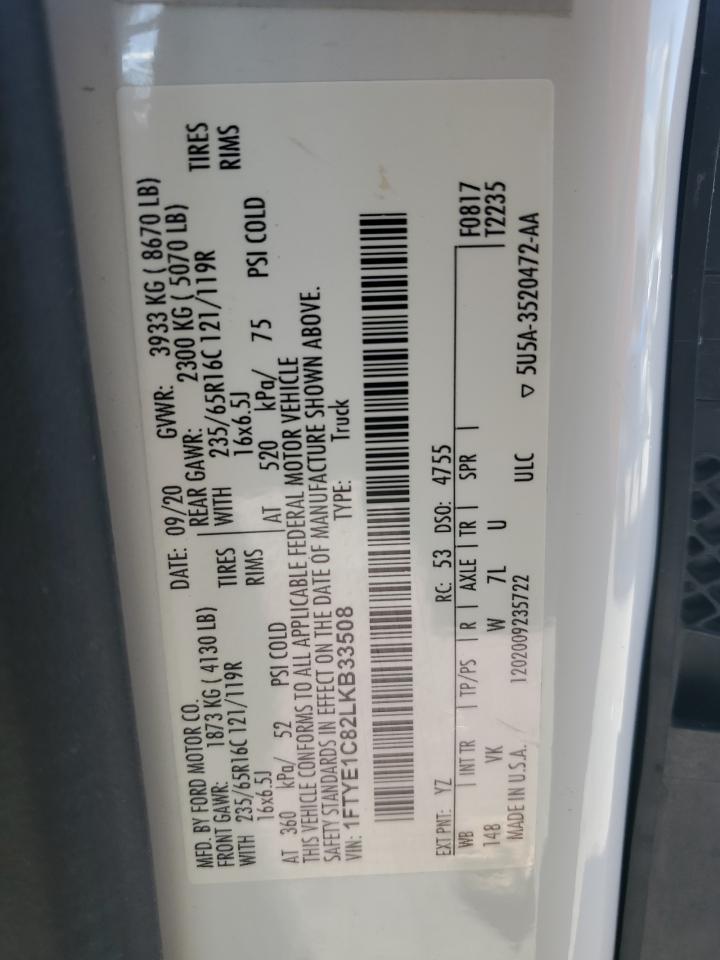 MFD. BY FORD MOTOR CO. DATE: 09/20 GVWR: 3933 KG ( 8670 LB)
FRONT GAWR: 1873 KG ( 4130 LB) REAR GAWR: 2300 KG ( 5070 LB)
WITH 235/65R16C 121/119R TIRES WITH 235/65R16C 121/119R TIRES
16x6.5J RIMS 16x6.5J RIMS
AT 360 kPa/ 52 PSI COLD AT 520 kPa/ 75 PSI COLD
THIS VEHICLE CONFORMS TO ALL APPLICABLE FEDERAL MOTOR VEHICLE
SAFETY STANDARDS IN EFFECT ON THE DATE OF MANUFACTURE SHOWN ABOVE.
VIN: 1FTYE1C82LKB33508 TYPE: Truck
EXT PNT: YZ RC: 53 DSO: 4755
WB INT TR TP/PS R AXLE TR SPR F0817
148 VK W 7L U T2235
MADE IN U.S.A. 1202009235722 ULC ▽ 5U5A-3520472-AA